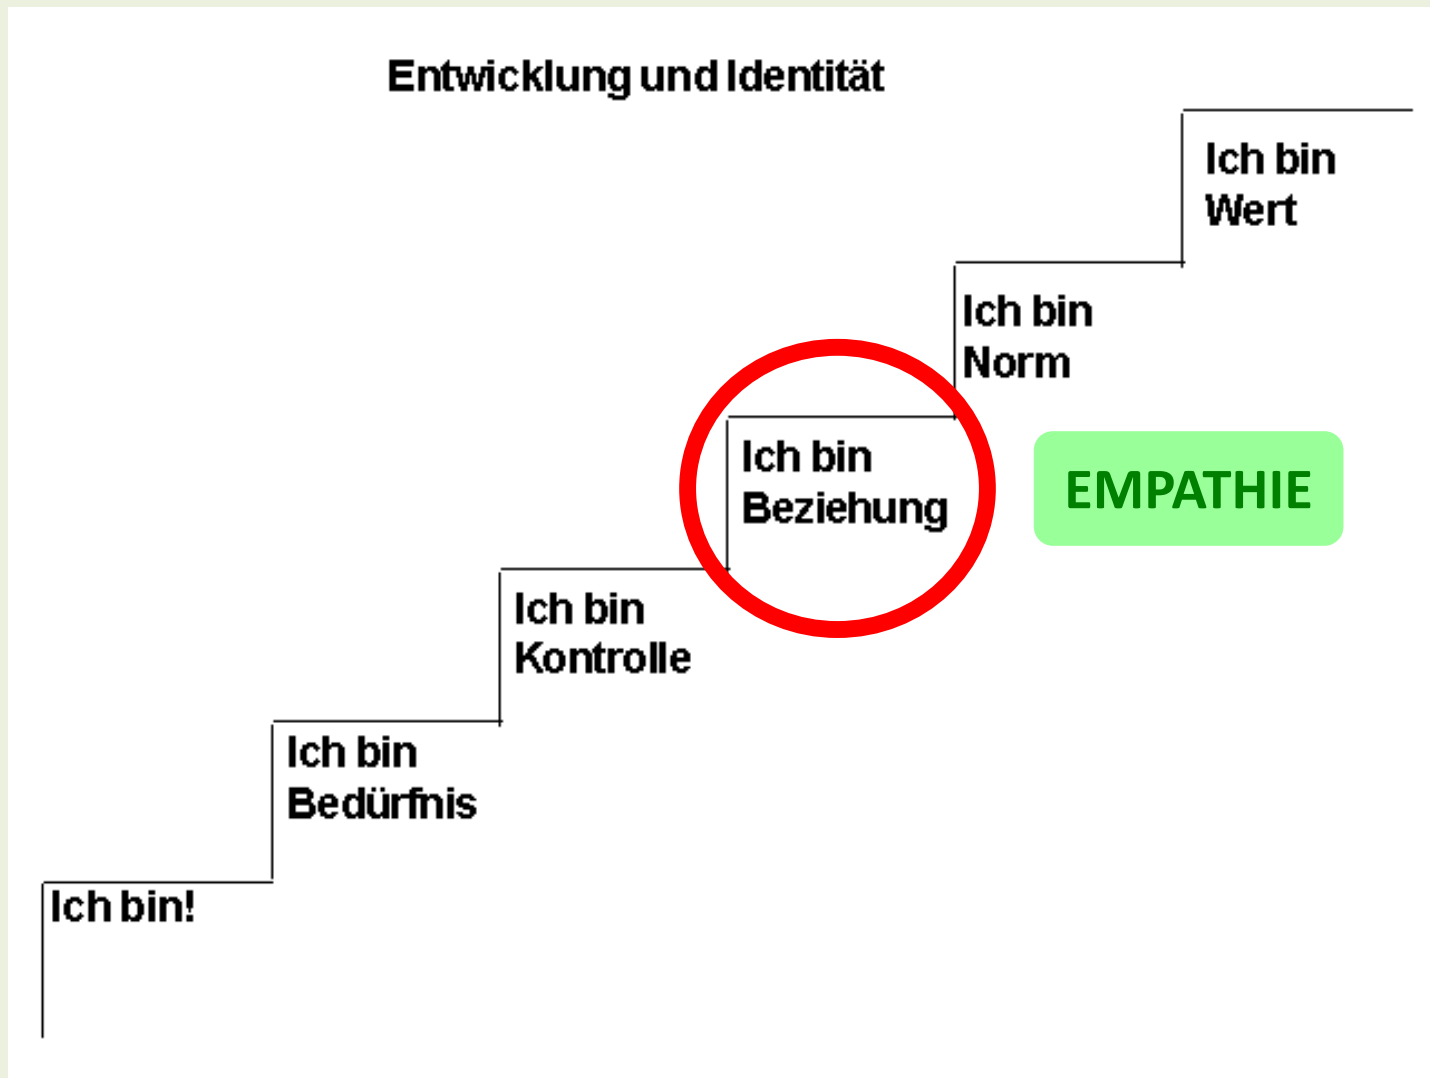 Entwicklung und Identität
Ich bin
Wert
Ich bin
Norm
Ich bin
Beziehung
EMPATHIE
Ich bin
Kontrolle
Ich bin
Bedürfnis
Ich bin!